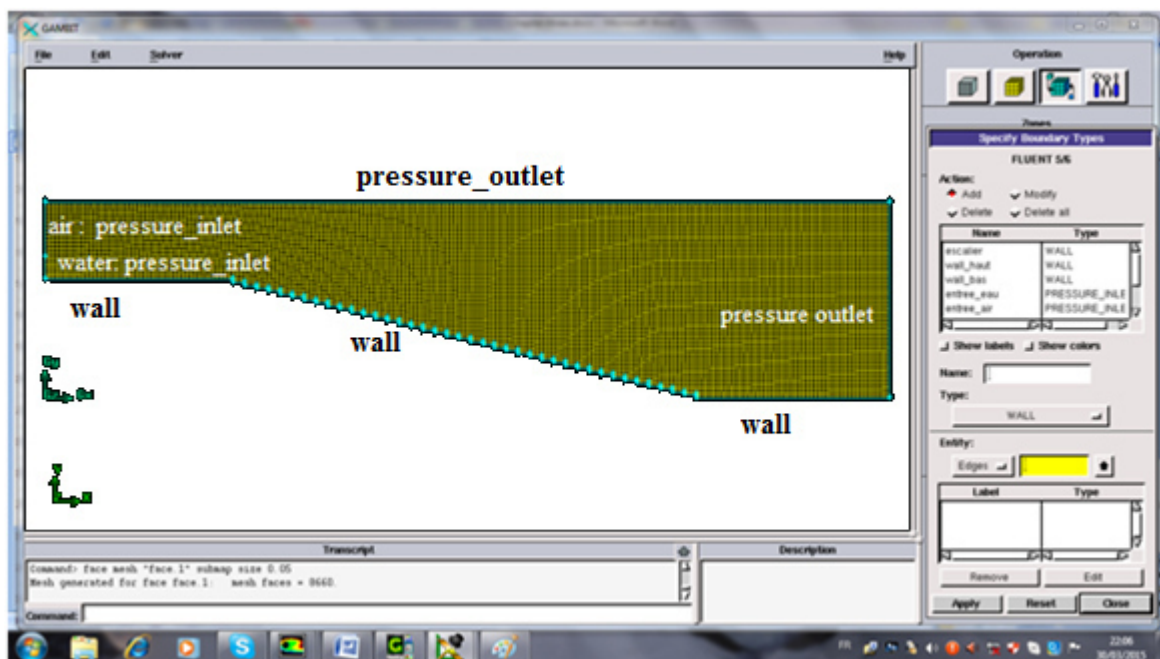 GAMBIT
File Edit Solver Help
pressure_outlet
air : pressure_inlet
water: pressure_inlet
wall
wall
pressure outlet
wall
Operation
Zones
Specify Boundary Types
FLUENT 5/6
Action:
Add Modify
Delete Delete all
Name Type
escalier WALL
wall_haut WALL
wall_bas WALL
entree_eau PRESSURE_INLE
entree_air PRESSURE_INLE
Show labels Show colors
Name:
Type:
WALL
Entity:
Edges
Label Type
Remove Edit
Apply Reset Close
Transcript Description
Command> face mesh "face.1" submap size 0.05
Mesh generated for face face.1: mesh faces = 8660.
Command:
FR 22:06
30/03/2015